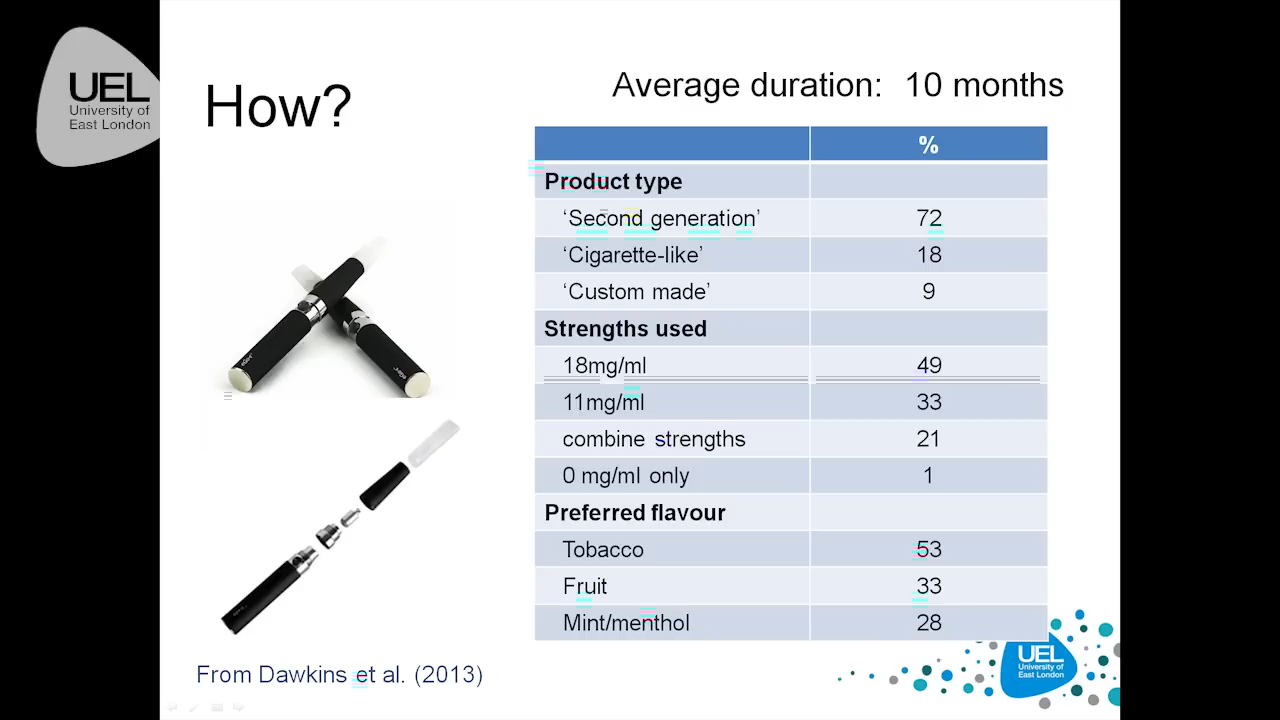 UEL
University of
East London
How?
Average duration: 10 months
%
Product type
‘Second generation’ 72
‘Cigarette-like’ 18
‘Custom made’ 9
Strengths used
18mg/ml 49
11mg/ml 33
combine strengths 21
0 mg/ml only 1
Preferred flavour
Tobacco 53
Fruit 33
Mint/menthol 28
From Dawkins et al. (2013)
UEL
University of
East London